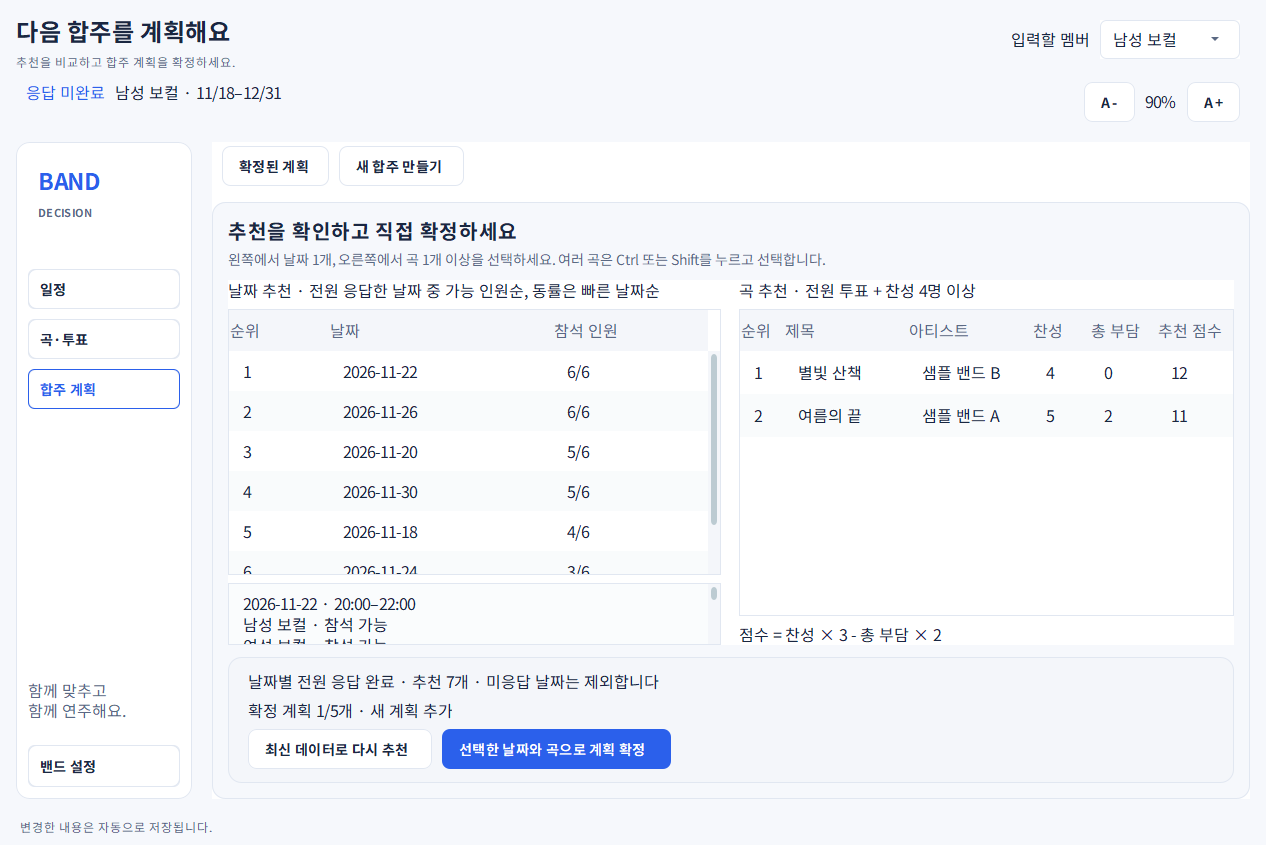 다음 합주를 계획해요
추천을 비교하고 합주 계획을 확정하세요.
응답 미완료 남성 보컬 · 11/18–12/31
입력할 멤버 남성 보컬
A- 90% A+
BAND
DECISION
일정
곡·투표
합주 계획
함께 맞추고
함께 연주해요.
밴드 설정
확정된 계획 새 합주 만들기
추천을 확인하고 직접 확정하세요
왼쪽에서 날짜 1개, 오른쪽에서 곡 1개 이상을 선택하세요. 여러 곡은 Ctrl 또는 Shift를 누르고 선택합니다.
날짜 추천 · 전원 응답한 날짜 중 가능 인원순, 동률은 빠른 날짜순
순위 날짜 참석 인원
1 2026-11-22 6/6
2 2026-11-26 6/6
3 2026-11-20 5/6
4 2026-11-30 5/6
5 2026-11-18 4/6
6 2026-11-24 3/6
2026-11-22 · 20:00–22:00
남성 보컬 · 참석 가능
여성 보컬 · 참석 가능
곡 추천 · 전원 투표 + 찬성 4명 이상
순위 제목 아티스트 찬성 총 부담 추천 점수
1 별빛 산책 샘플 밴드 B 4 0 12
2 여름의 끝 샘플 밴드 A 5 2 11
점수 = 찬성 × 3 - 총 부담 × 2
날짜별 전원 응답 완료 · 추천 7개 · 미응답 날짜는 제외합니다
확정 계획 1/5개 · 새 계획 추가
최신 데이터로 다시 추천 선택한 날짜와 곡으로 계획 확정
변경한 내용은 자동으로 저장됩니다.